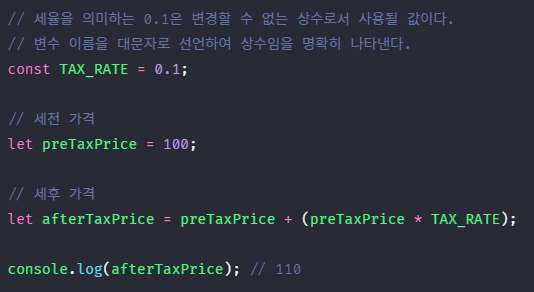 // 세율을 의미하는 0.1은 변경할 수 없는 상수로서 사용될 값이다.
// 변수 이름을 대문자로 선언하여 상수임을 명확히 나타낸다.
const TAX_RATE = 0.1;
// 세전 가격
let preTaxPrice = 100;
// 세후 가격
let afterTaxPrice = preTaxPrice + (preTaxPrice * TAX_RATE);
console.log(afterTaxPrice); // 110